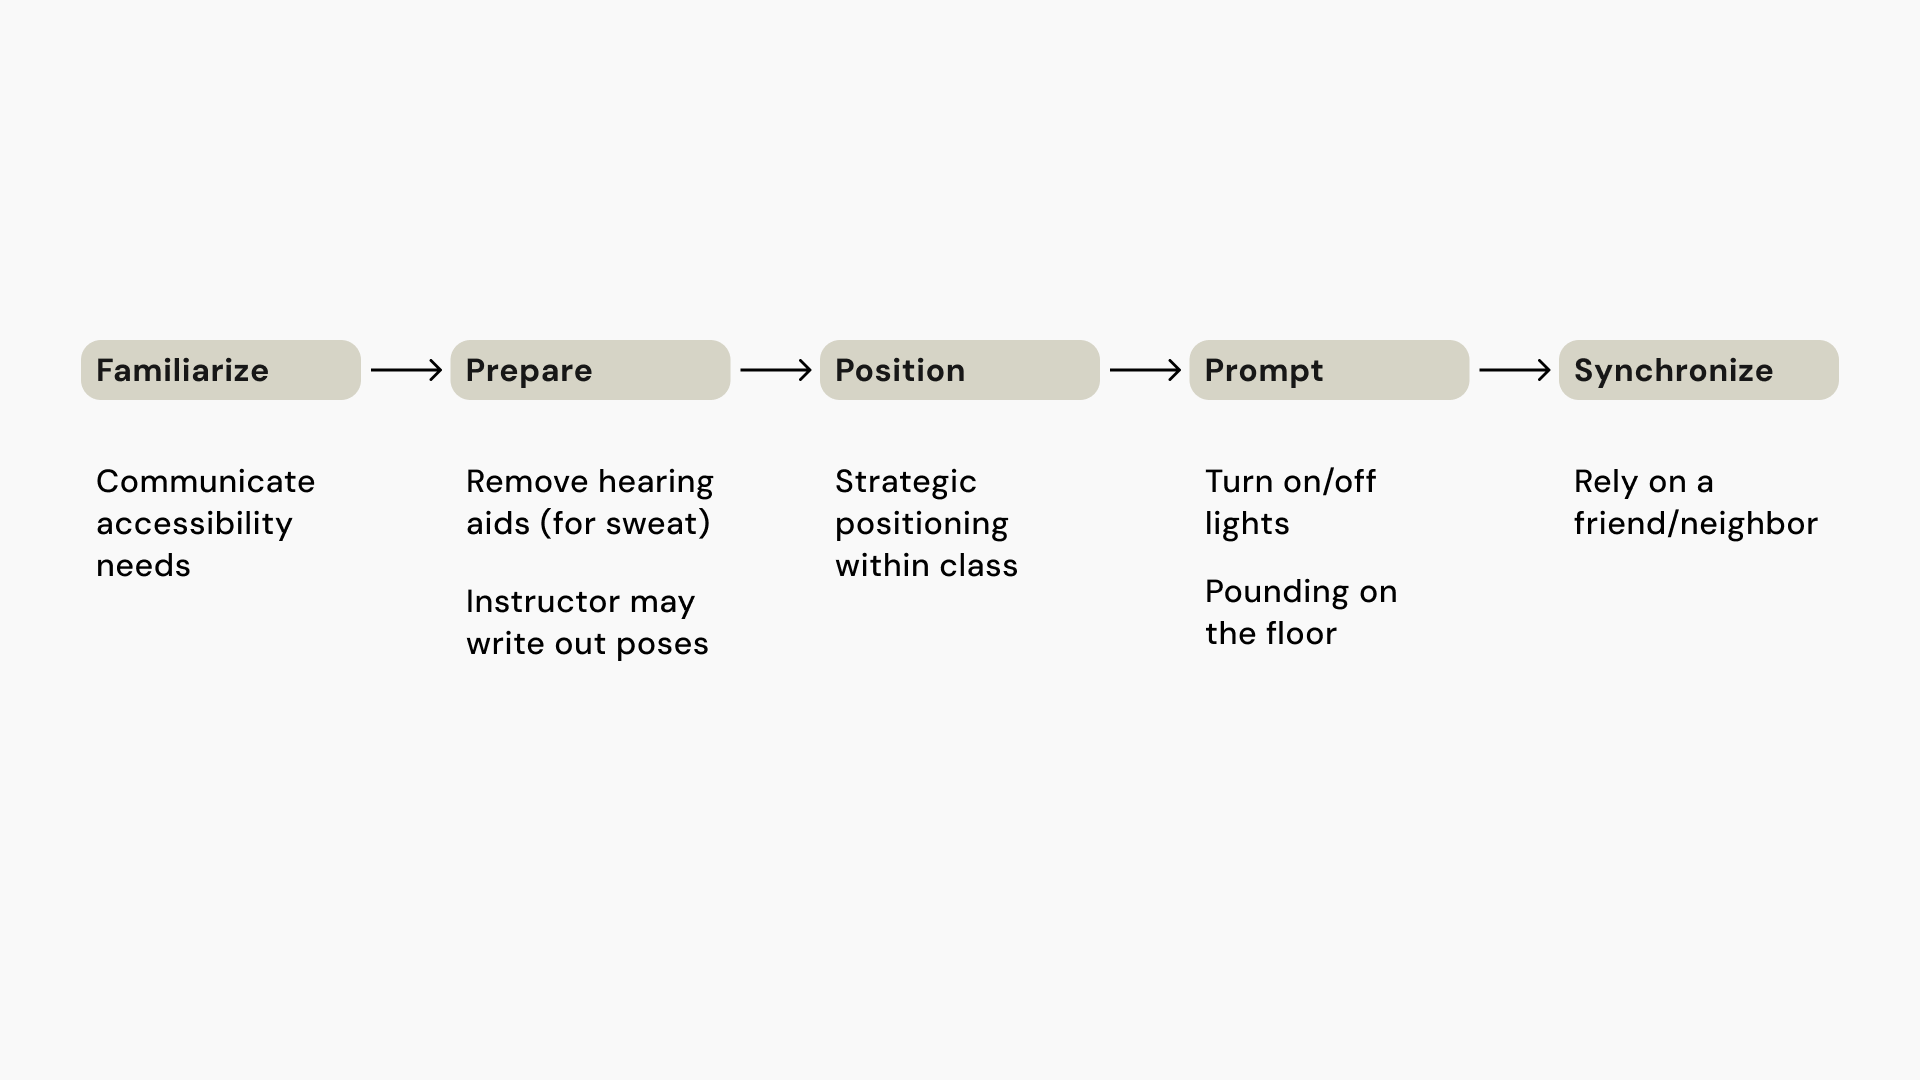 Familiarize
Prepare
Position
Prompt
Synchronize
Communicate
accessibility
needs
Remove hearing
aids (for sweat)
Instructor may
write out poses
Strategic
positioning
within class
Turn on/off
lights
Pounding on
the floor
Rely on a
friend/neighbor